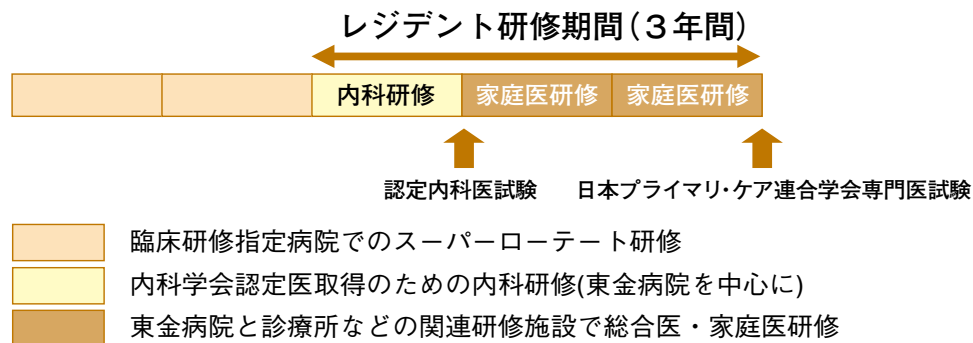 レジデント研修期間(３年間)
内科研修 家庭医研修 家庭医研修
認定内科医試験 日本プライマリ・ケア連合学会専門医試験
臨床研修指定病院でのスーパーローテート研修
内科学会認定医取得のための内科研修(東金病院を中心に)
東金病院と診療所などの関連研修施設で総合医・家庭医研修